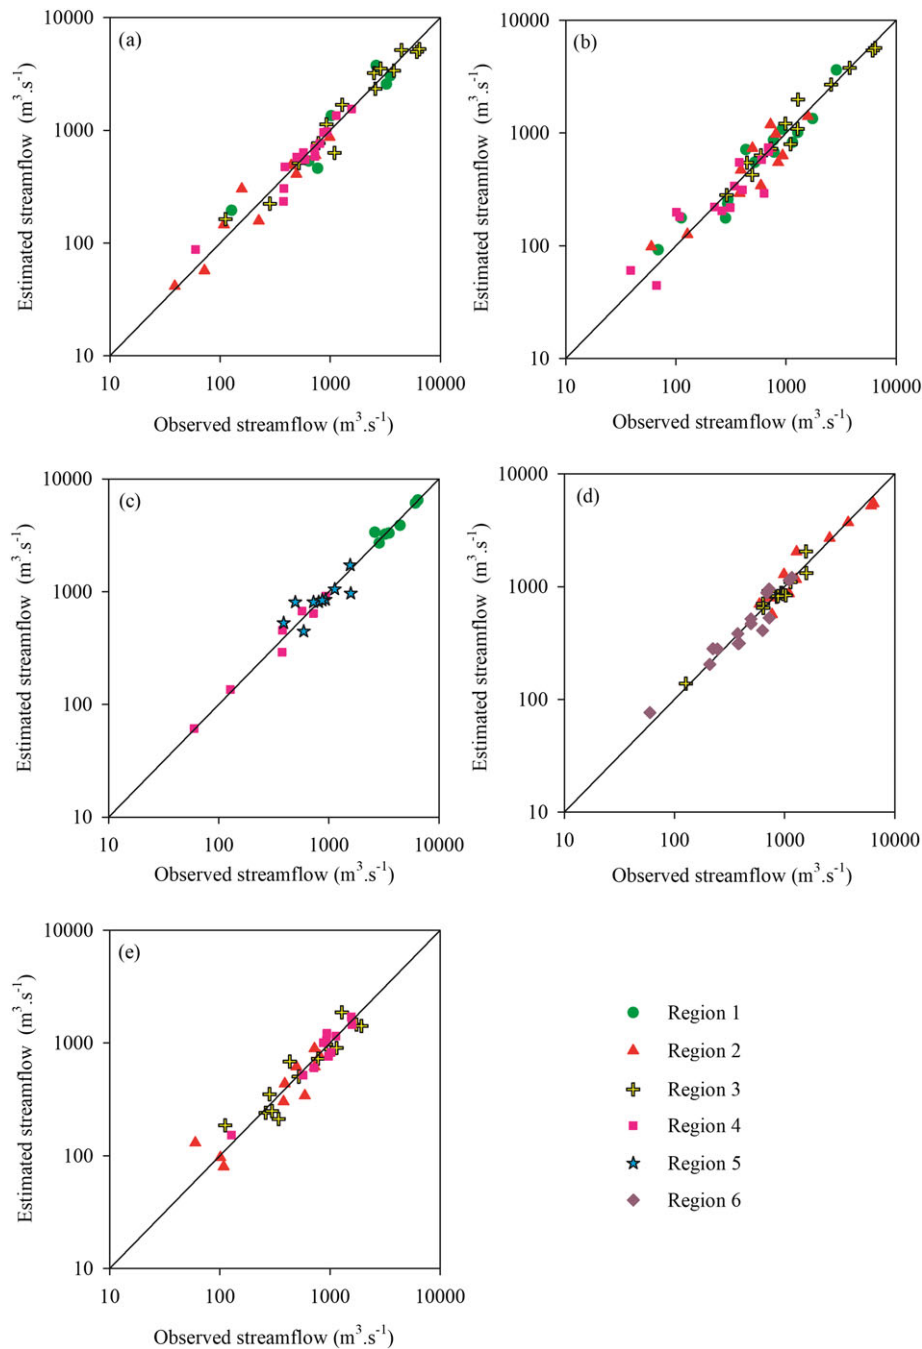 (a)
10000
1000
100
10
Estimated streamflow (m³.s⁻¹)
10 100 1000 10000
Observed streamflow (m³.s⁻¹)
(b)
10000
1000
100
10
Estimated streamflow (m³.s⁻¹)
10 100 1000 10000
Observed streamflow (m³.s⁻¹)
(c)
10000
1000
100
10
Estimated streamflow (m³.s⁻¹)
10 100 1000 10000
Observed streamflow (m³.s⁻¹)
(d)
10000
1000
100
10
Estimated streamflow (m³.s⁻¹)
10 100 1000 10000
Observed streamflow (m³.s⁻¹)
(e)
10000
1000
100
10
Estimated streamflow (m³.s⁻¹)
10 100 1000 10000
Observed streamflow (m³.s⁻¹)
Region 1
Region 2
Region 3
Region 4
Region 5
Region 6